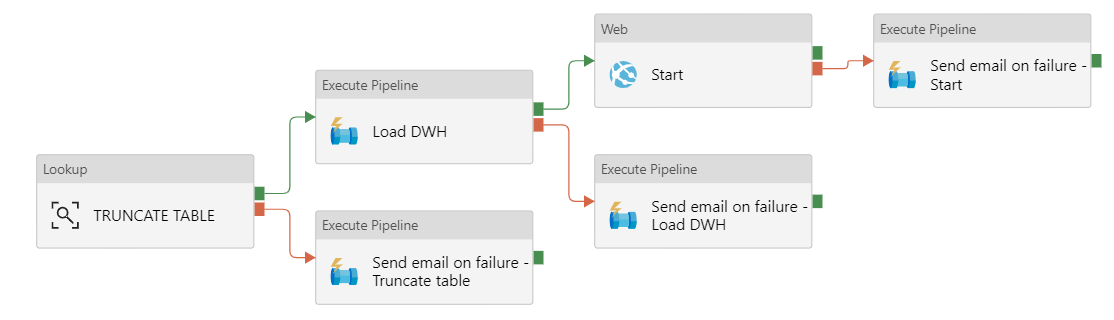 Web
Start
Execute Pipeline
Send email on failure -
Start
Execute Pipeline
Load DWH
Lookup
TRUNCATE TABLE
Execute Pipeline
Send email on failure -
Load DWH
Execute Pipeline
Send email on failure -
Truncate table